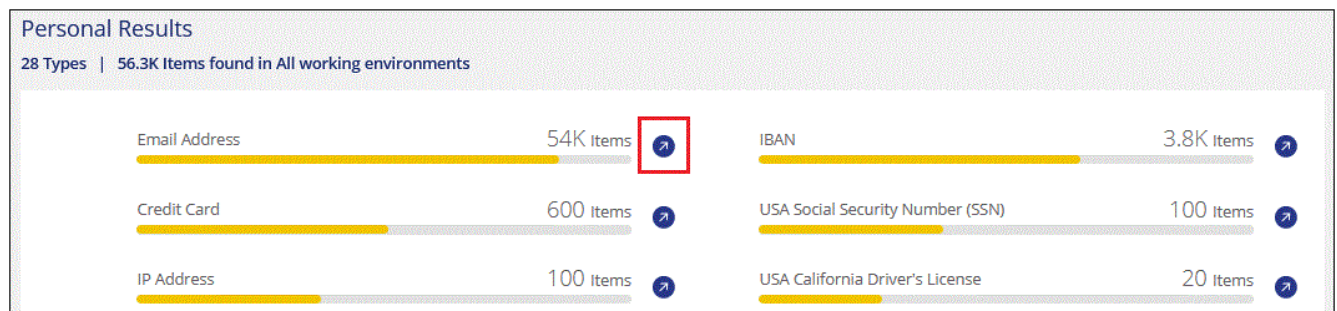 Personal Results
28 Types | 56.3K Items found in All working environments
Email Address 54K Items IBAN 3.8K Items
Credit Card 600 Items USA Social Security Number (SSN) 100 Items
IP Address 100 Items USA California Driver's License 20 Items